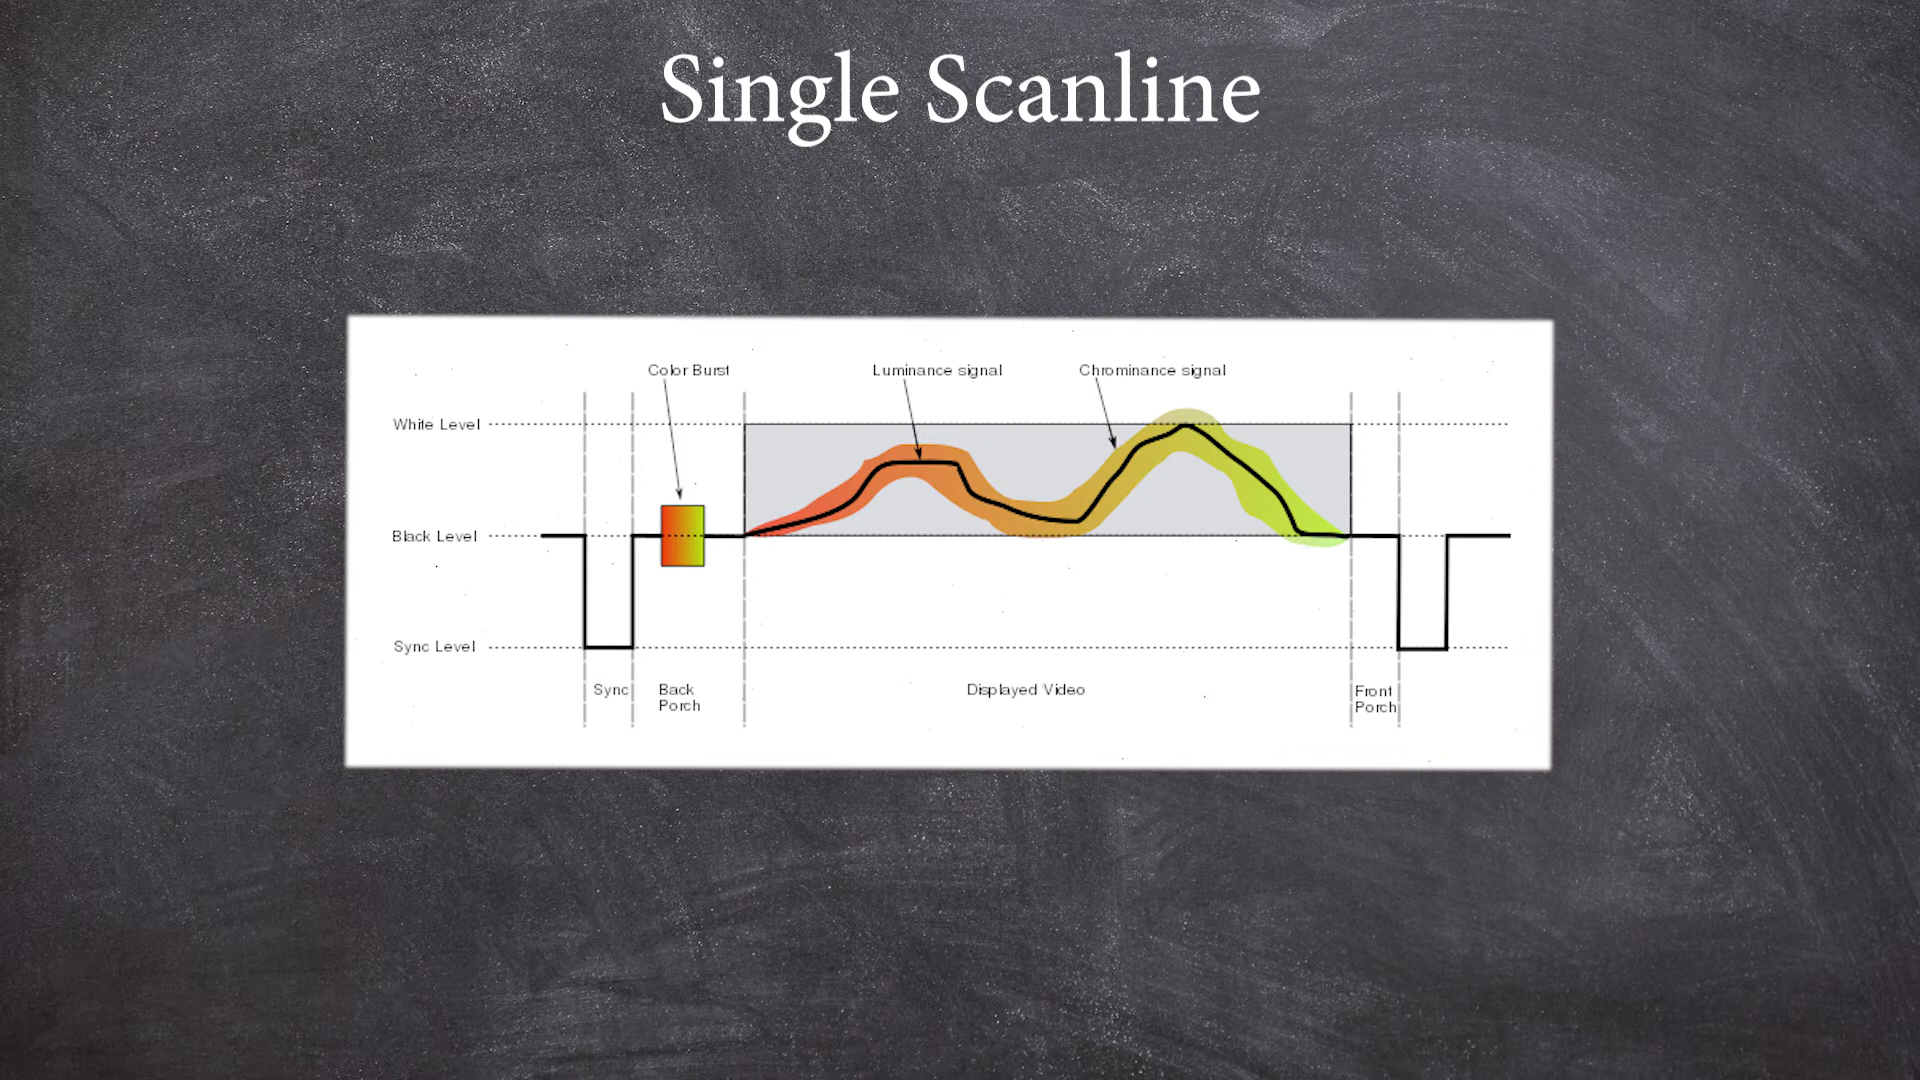 Single Scanline
Color Burst
Luminance signal
Chrominance signal
White Level
Black Level
Sync Level
Sync
Back
Porch
Displayed Video
Front
Porch